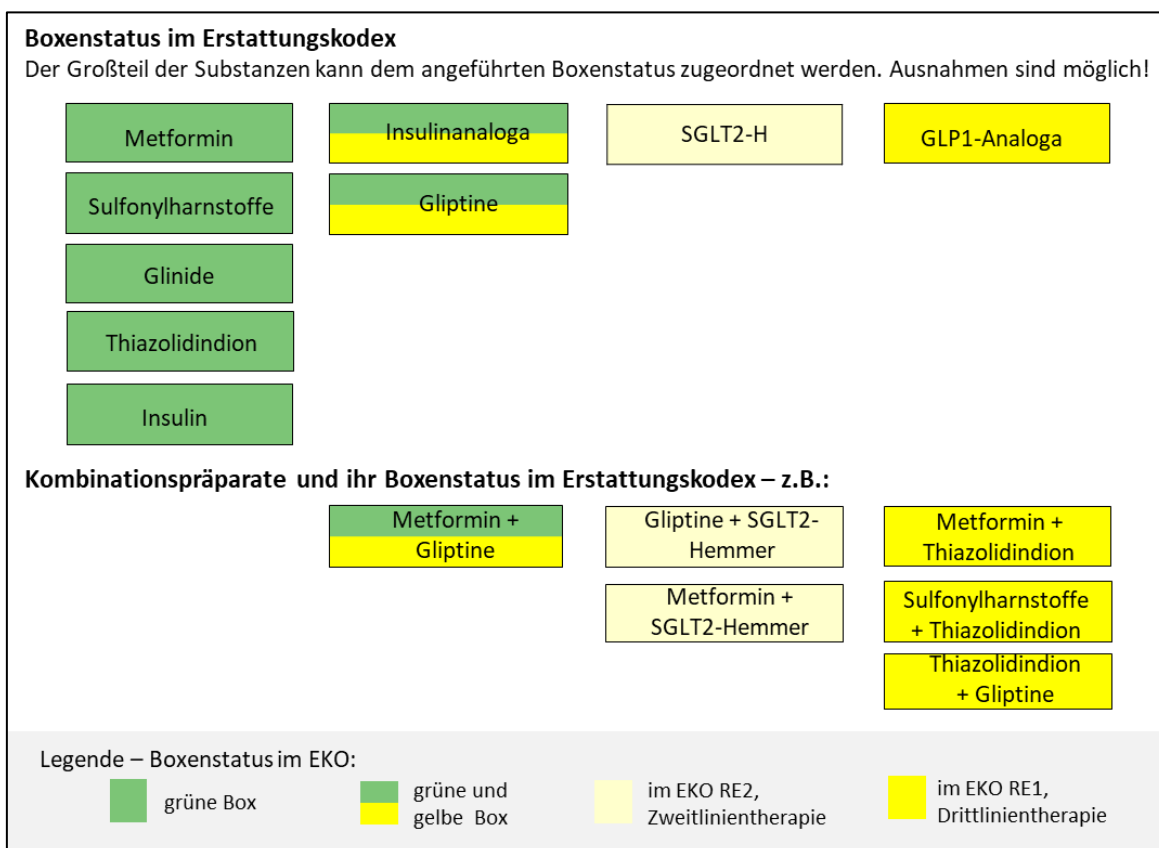 Boxenstatus im Erstattungskodex
Der Großteil der Substanzen kann dem angeführten Boxenstatus zugeordnet werden. Ausnahmen sind möglich!
Metformin
Insulinanaloga
SGLT2-H
GLP1-Analoga
Sulfonylharnstoffe
Gliptine
Glinide
Thiazolidindion
Insulin
Kombinationspräparate und ihr Boxenstatus im Erstattungskodex – z.B.:
Metformin +
Gliptine
Gliptine + SGLT2-
Hemmer
Metformin +
Thiazolidindion
Metformin +
SGLT2-Hemmer
Sulfonylharnstoffe
+ Thiazolidindion
Thiazolidindion
+ Gliptine
Legende – Boxenstatus im EKO:
grüne Box
grüne und
gelbe Box
im EKO RE2,
Zweitlinientherapie
im EKO RE1,
Drittlinientherapie